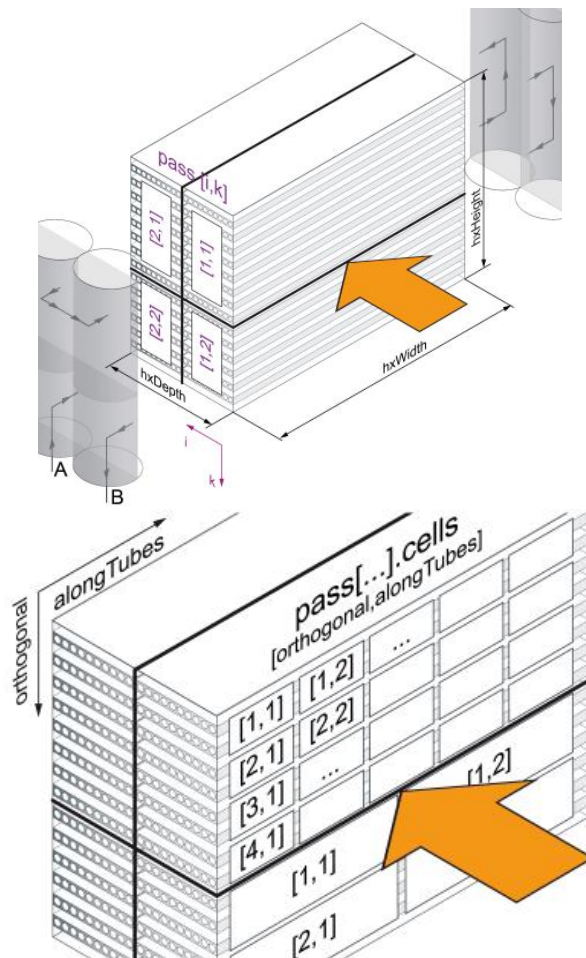 pass [i,k]
[2,1]
[1,1]
[2,2]
[1,2]
hxHeight
hxWidth
hxDepth
i
k
A
B
alongTubes
orthogonal
pass[...].cells
[orthogonal,alongTubes]
[1,1]
[1,2]
...
[2,1]
[2,2]
[3,1]
...
[4,1]
[1,2]
[1,1]
[2,1]